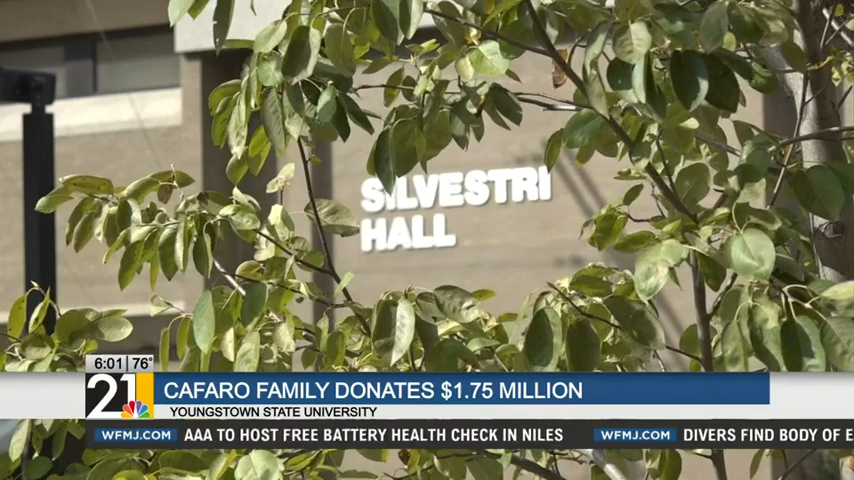 SILVESTRI
HALL
6:01 76°
21
CAFARO FAMILY DONATES $1.75 MILLION
YOUNGSTOWN STATE UNIVERSITY
WFMJ.COM AAA TO HOST FREE BATTERY HEALTH CHECK IN NILES WFMJ.COM DIVERS FIND BODY OF E